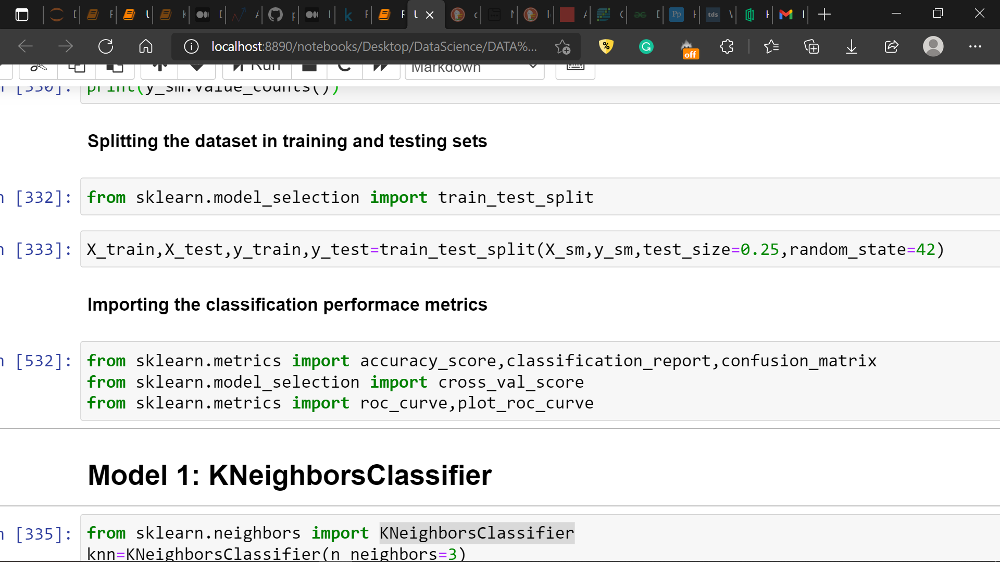 localhost:8890/notebooks/Desktop/DataScience/DATA%...
off
Run
Markdown
[330]: print(y_sm.value_counts())
Splitting the dataset in training and testing sets
[332]: from sklearn.model_selection import train_test_split
[333]: X_train,X_test,y_train,y_test=train_test_split(X_sm,y_sm,test_size=0.25,random_state=42)
Importing the classification performace metrics
[532]: from sklearn.metrics import accuracy_score,classification_report,confusion_matrix
from sklearn.model_selection import cross_val_score
from sklearn.metrics import roc_curve,plot_roc_curve
Model 1: KNeighborsClassifier
[335]: from sklearn.neighbors import KNeighborsClassifier
knn=KNeighborsClassifier(n_neighbors=3)